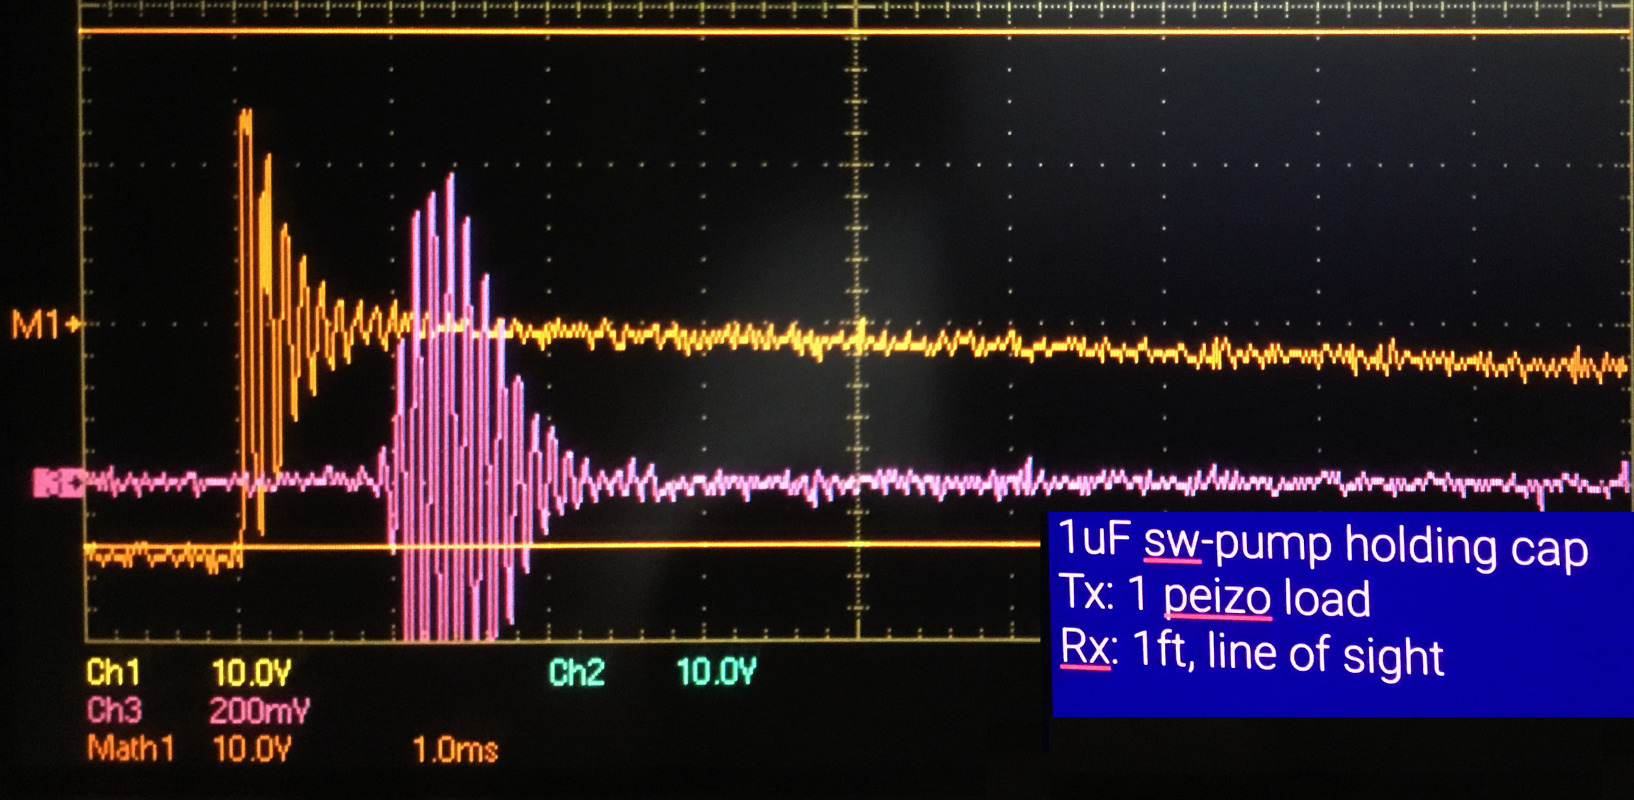 M1
3
1uF sw-pump holding cap
Tx: 1 peizo load
Rx: 1ft, line of sight
Ch1 10.0V Ch2 10.0V
Ch3 200mV
Math1 10.0V 1.0ms